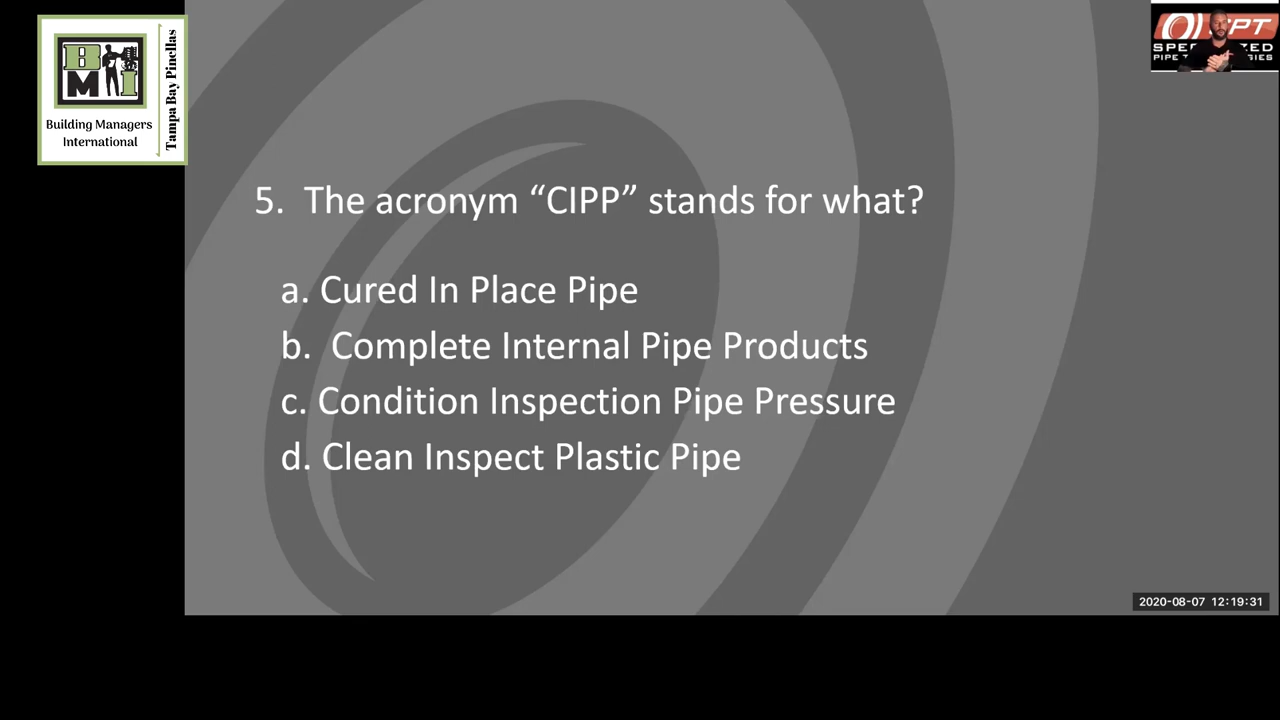 B
M I
Building Managers
International
Tampa Bay Pinellas
5. The acronym “CIPP” stands for what?
a. Cured In Place Pipe
b. Complete Internal Pipe Products
c. Condition Inspection Pipe Pressure
d. Clean Inspect Plastic Pipe
2020-08-07 12:19:31